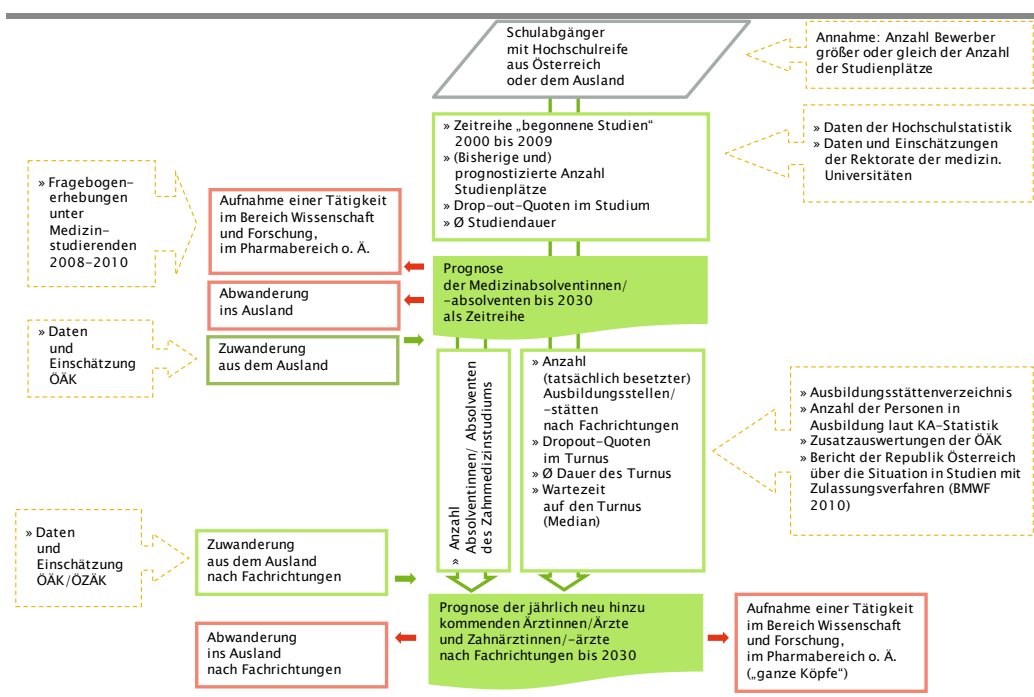 Schulabgänger
mit Hochschulreife
aus Österreich
oder dem Ausland
Annahme: Anzahl Bewerber
größer oder gleich der Anzahl
der Studienplätze
» Zeitreihe „begonnene Studien“
2000 bis 2009
» (Bisherige und)
prognostizierte Anzahl
Studienplätze
» Drop-out-Quoten im Studium
» Ø Studiendauer
» Daten der Hochschulstatistik
» Daten und Einschätzungen
der Rektorate der medizin.
Universitäten
» Fragebogen-
erhebungen
unter
Medizin-
studierenden
2008-2010
Aufnahme einer Tätigkeit
im Bereich Wissenschaft
und Forschung,
im Pharmabereich o. Ä.
Prognose
der Medizinabsolventinnen/
-absolventen bis 2030
als Zeitreihe
Abwanderung
ins Ausland
» Daten
und
Einschätzung
ÖÄK
Zuwanderung
aus dem Ausland
» Anzahl
Absolventinnen/ Absolventen
des Zahnmedizinstudiums
» Anzahl
(tatsächlich besetzter)
Ausbildungsstellen/
-stätten
nach Fachrichtungen
» Dropout-Quoten
im Turnus
» Ø Dauer des Turnus
» Wartezeit
auf den Turnus
(Median)
» Ausbildungsstättenverzeichnis
» Anzahl der Personen in
Ausbildung laut KA-Statistik
» Zusatzauswertungen der ÖÄK
» Bericht der Republik Österreich
über die Situation in Studien mit
Zulassungsverfahren (BMWF
2010)
» Daten
und
Einschätzung
ÖÄK/ÖZÄK
Zuwanderung
aus dem Ausland
nach Fachrichtungen
Prognose der jährlich neu hinzu
kommenden Ärztinnen/Ärzte
und Zahnärztinnen/-ärzte
nach Fachrichtungen bis 2030
Abwanderung
ins Ausland
nach Fachrichtungen
Aufnahme einer Tätigkeit
im Bereich Wissenschaft
und Forschung,
im Pharmabereich o. Ä.
(„ganze Köpfe“)